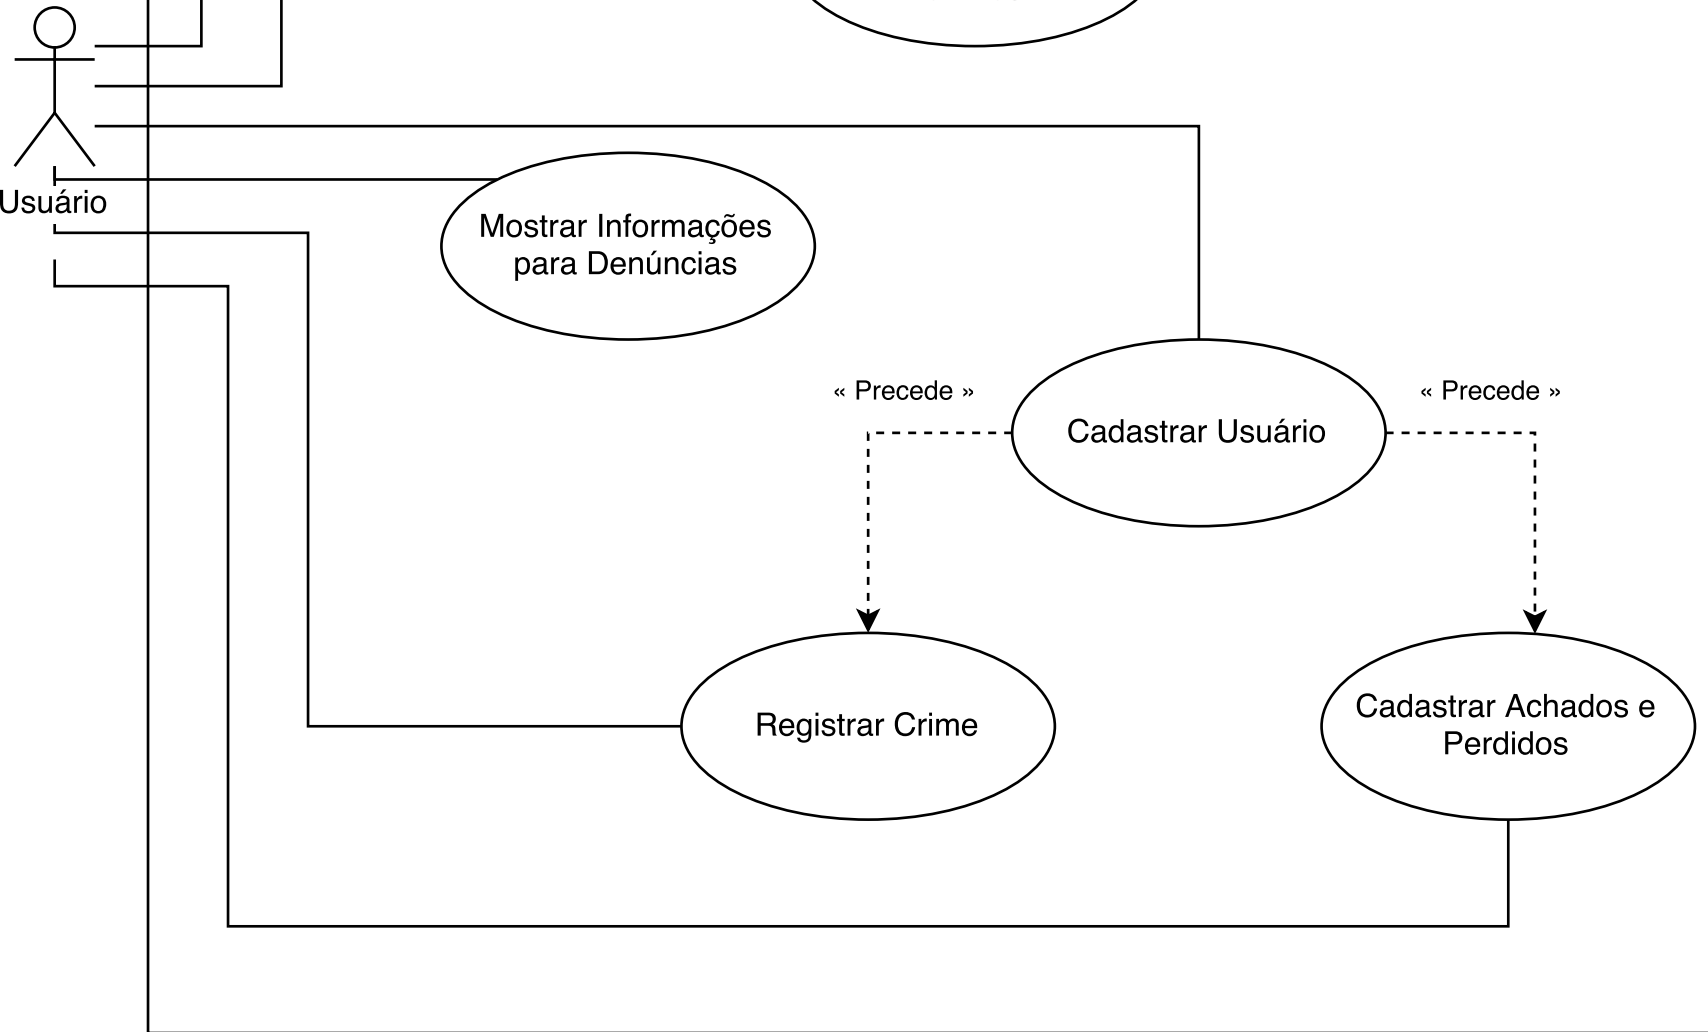 Usuário
Mostrar Informações
para Denúncias
« Precede »
« Precede »
Cadastrar Usuário
Registrar Crime
Cadastrar Achados e
Perdidos